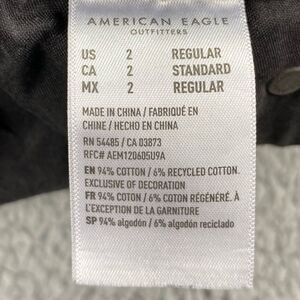 AMERICAN EAGLE
OUTFITTERS
US 2 REGULAR
CA 2 STANDARD
MX 2 REGULAR
MADE IN CHINA / FABRIQUÉ EN
CHINE / HECHO EN CHINA
RN 54485 / CA 03873
RFC# AEM120605U9A
EN 94% COTTON / 6% RECYCLED COTTON.
EXCLUSIVE OF DECORATION
FR 94% COTON / 6% COTON RÉGÉNÉRÉ. À
L'EXCEPTION DE LA GARNITURE
SP 94% algodón / 6% algodón reciclado